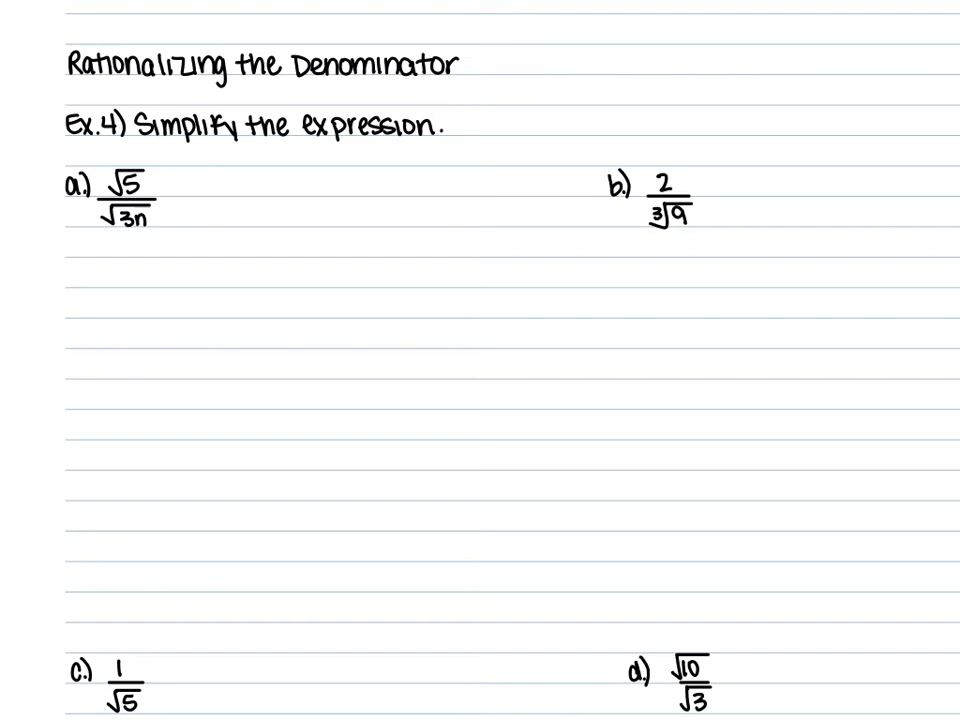 Rationalizing the Denominator
Ex.4) Simplify the expression.
a.) √5/√3n b.) 2/∛9
c.) 1/√5 d.) √10/√3